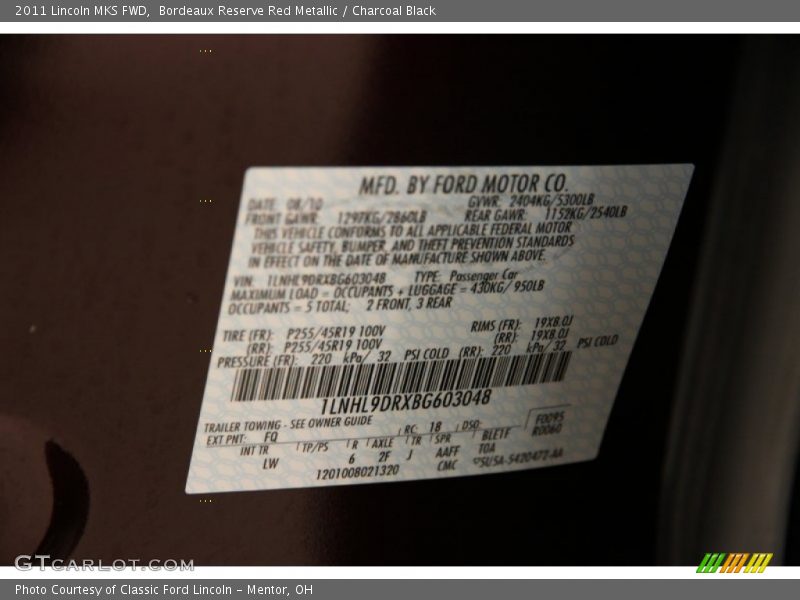 2011 Lincoln MKS FWD,  Bordeaux Reserve Red Metallic / Charcoal Black
MFD. BY FORD MOTOR CO.
DATE 08/10 GVWR: 2404KG/5300LB
FRONT GAWR: 1297KG/2860LB REAR GAWR: 1152KG/2540LB
THIS VEHICLE CONFORMS TO ALL APPLICABLE FEDERAL MOTOR
VEHICLE SAFETY, BUMPER, AND THEFT PREVENTION STANDARDS
IN EFFECT ON THE DATE OF MANUFACTURE SHOWN ABOVE.
VIN: 1LNHL9DRXBG603048 TYPE: Passenger Car
MAXIMUM LOAD = OCCUPANTS + LUGGAGE = 430KG/ 950LB
OCCUPANTS = 5 TOTAL; 2 FRONT, 3 REAR
TIRE (FR): P255/45R19 100V RIMS (FR): 19X8.0J
(RR): P255/45R19 100V (RR): 19X8.0J
PRESSURE (FR): 220 kPa/ 32 PSI COLD (RR): 220 kPa/ 32 PSI COLD
1LNHL9DRXBG603048
TRAILER TOWING - SEE OWNER GUIDE
EXT PNT: FQ RC: 18 DSO: F0095
INT TR TP/PS R AXLE TR SPR BLETF R0060
LW 6 2F J AAFF TOA
1201008021320 CMC SUSA-5420472-AA
GTCARLOT.COM
Photo Courtesy of Classic Ford Lincoln - Mentor, OH